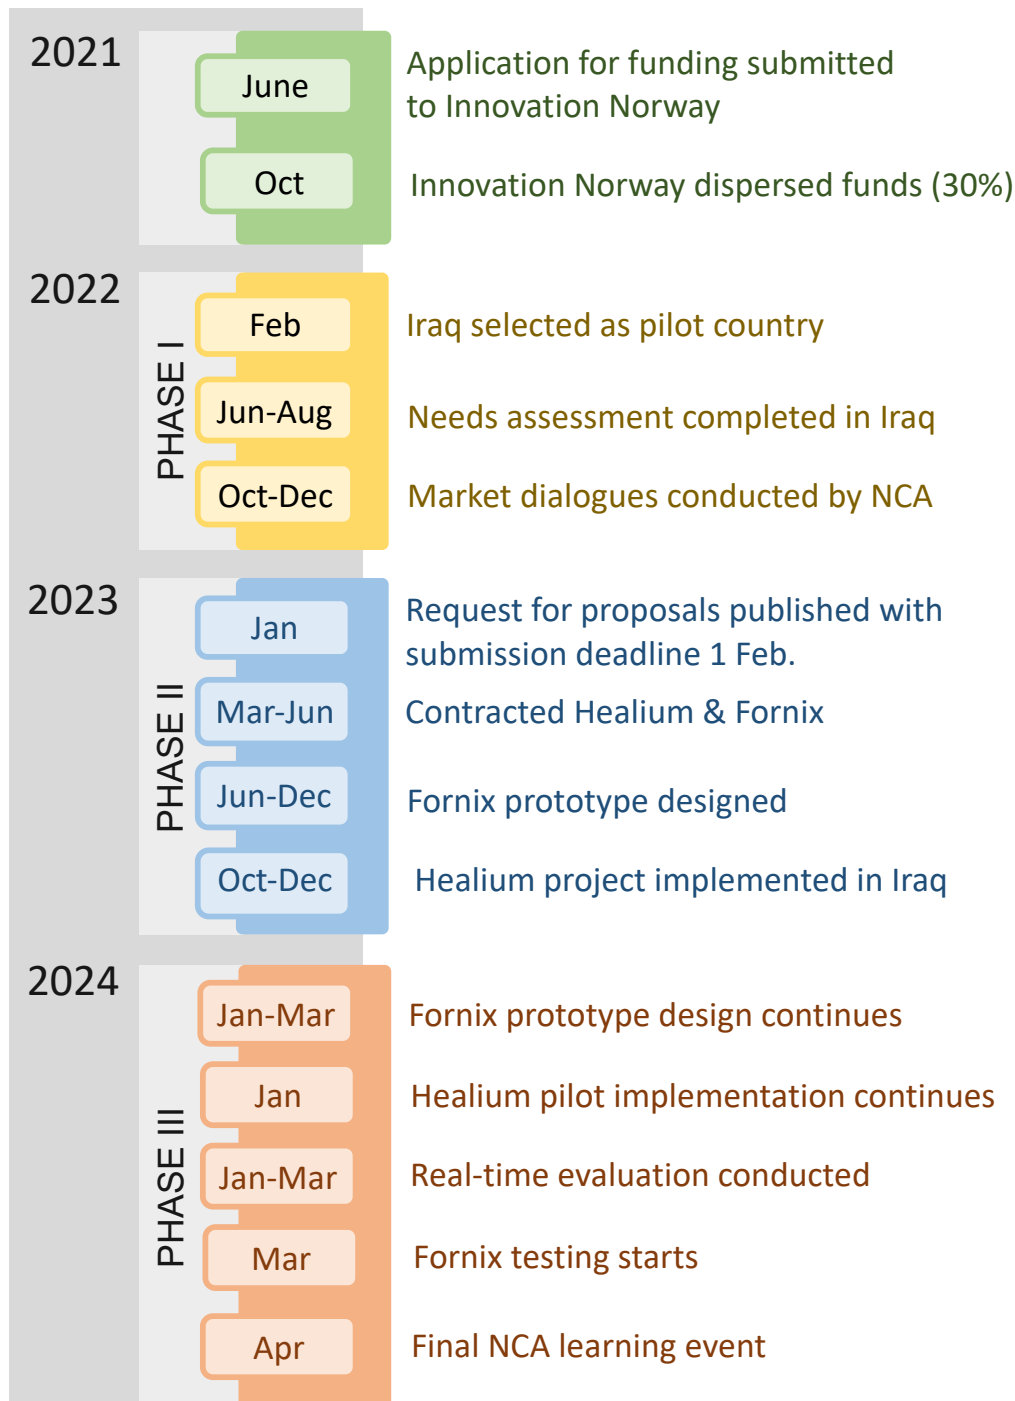 2021
June
Application for funding submitted
to Innovation Norway
Oct
Innovation Norway dispersed funds (30%)
2022
PHASE I
Feb
Iraq selected as pilot country
Jun-Aug
Needs assessment completed in Iraq
Oct-Dec
Market dialogues conducted by NCA
2023
PHASE II
Jan
Request for proposals published with
submission deadline 1 Feb.
Mar-Jun
Contracted Healium & Fornix
Jun-Dec
Fornix prototype designed
Oct-Dec
Healium project implemented in Iraq
2024
PHASE III
Jan-Mar
Fornix prototype design continues
Jan
Healium pilot implementation continues
Jan-Mar
Real-time evaluation conducted
Mar
Fornix testing starts
Apr
Final NCA learning event